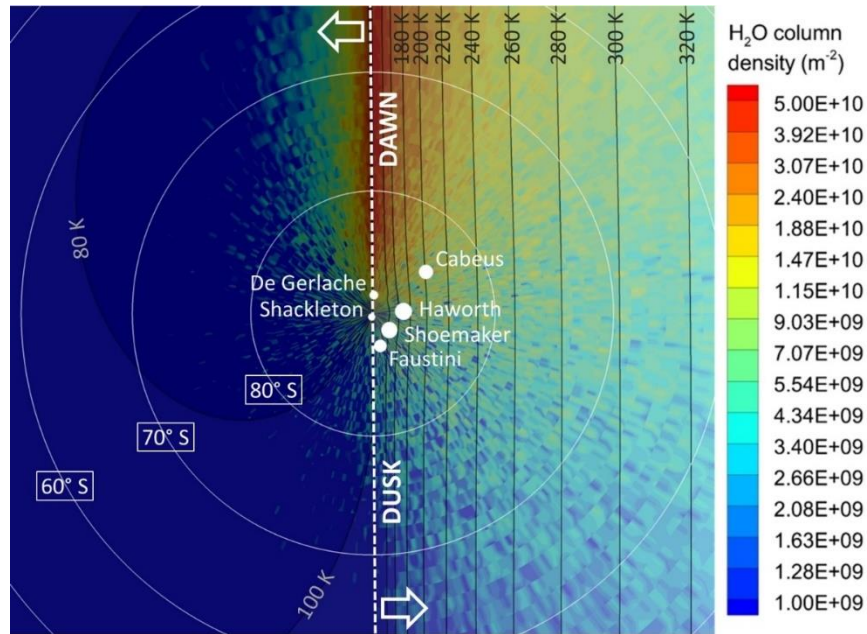 180 K
200 K
220 K
240 K
260 K
280 K
300 K
320 K
DAWN
80 K
Cabeus
De Gerlache
Shackleton
Haworth
Shoemaker
Faustini
80° S
70° S
60° S
DUSK
100 K
H₂O column
density (m⁻²)
5.00E+10
3.92E+10
3.07E+10
2.40E+10
1.88E+10
1.47E+10
1.15E+10
9.03E+09
7.07E+09
5.54E+09
4.34E+09
3.40E+09
2.66E+09
2.08E+09
1.63E+09
1.28E+09
1.00E+09